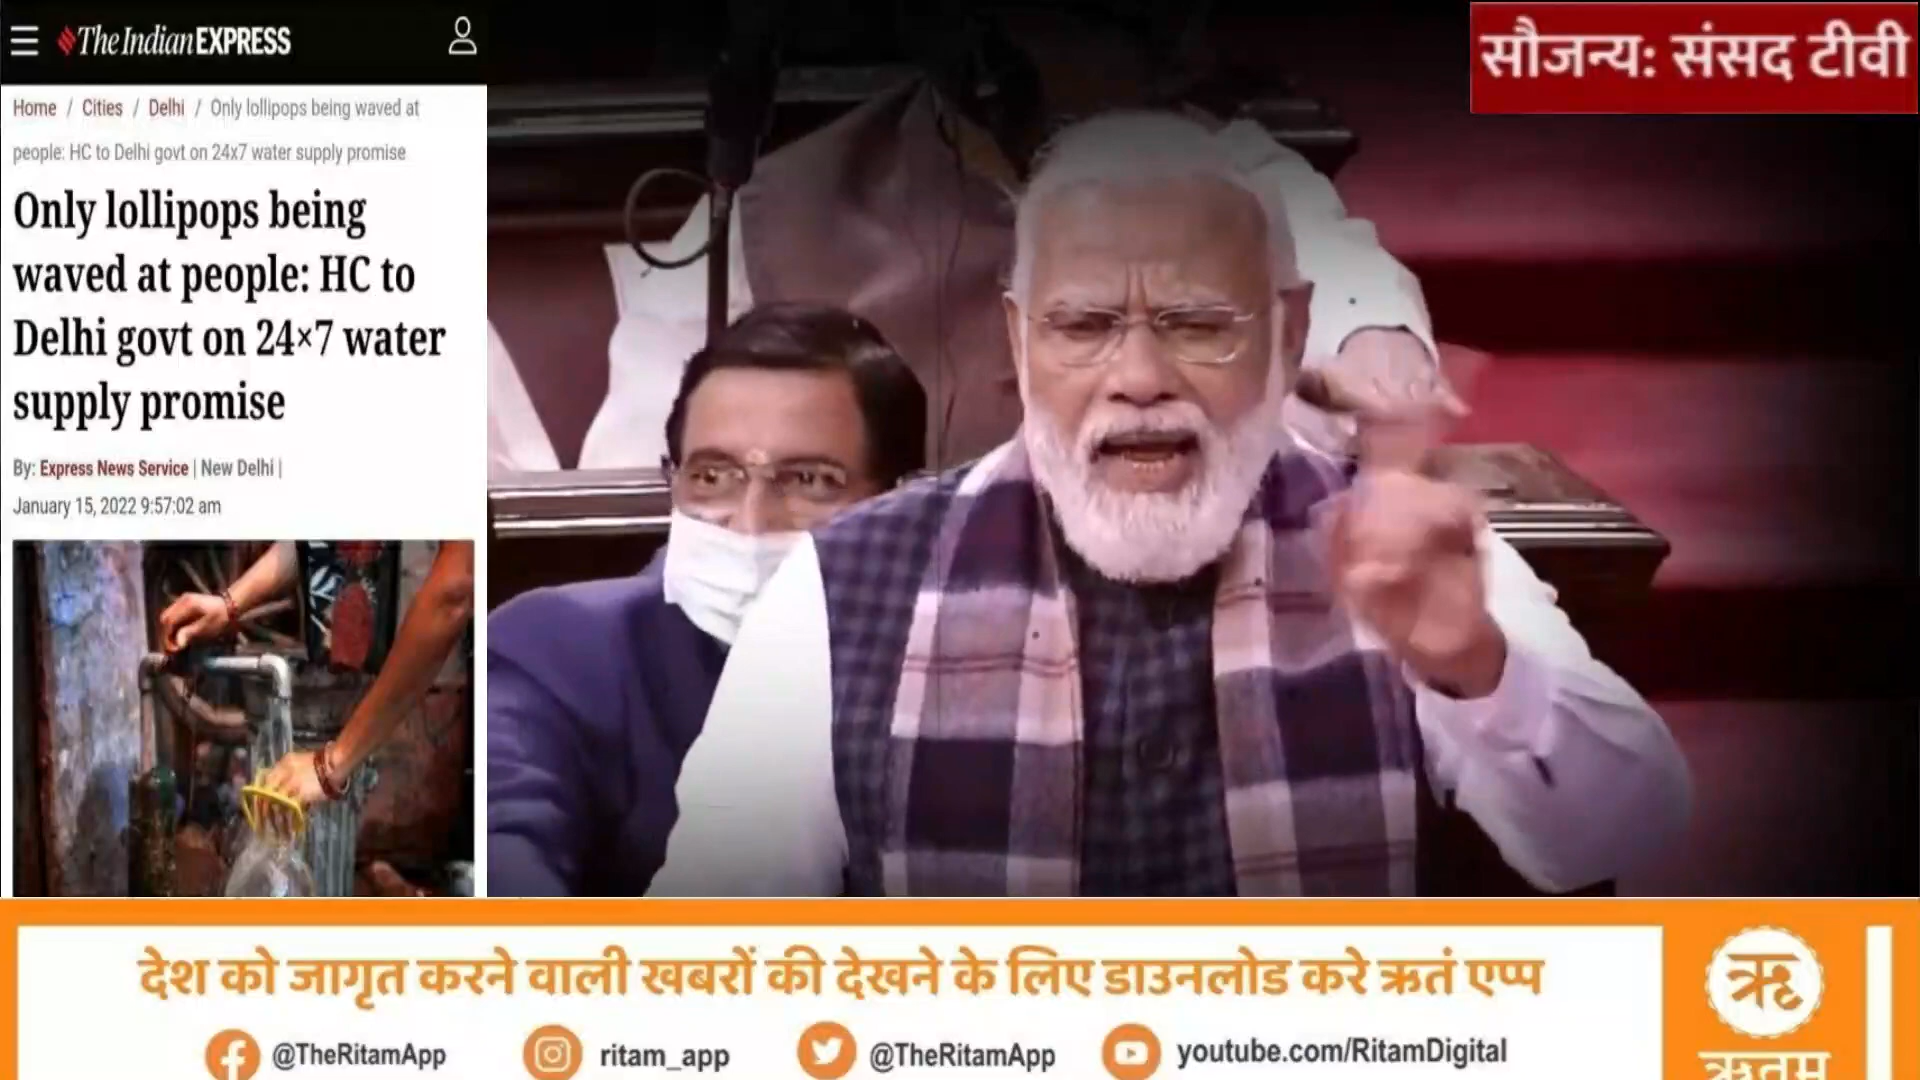 The Indian EXPRESS
Home / Cities / Delhi / Only lollipops being waved at
people: HC to Delhi govt on 24x7 water supply promise
Only lollipops being
waved at people: HC to
Delhi govt on 24×7 water
supply promise
By: Express News Service | New Delhi |
January 15, 2022 9:57:02 am
सौजन्य: संसद टीवी
देश को जागृत करने वाली खबरों की देखने के लिए डाउनलोड करे ऋतं एप्प
@TheRitamApp
ritam_app
@TheRitamApp
youtube.com/RitamDigital
ऋ
ऋतम